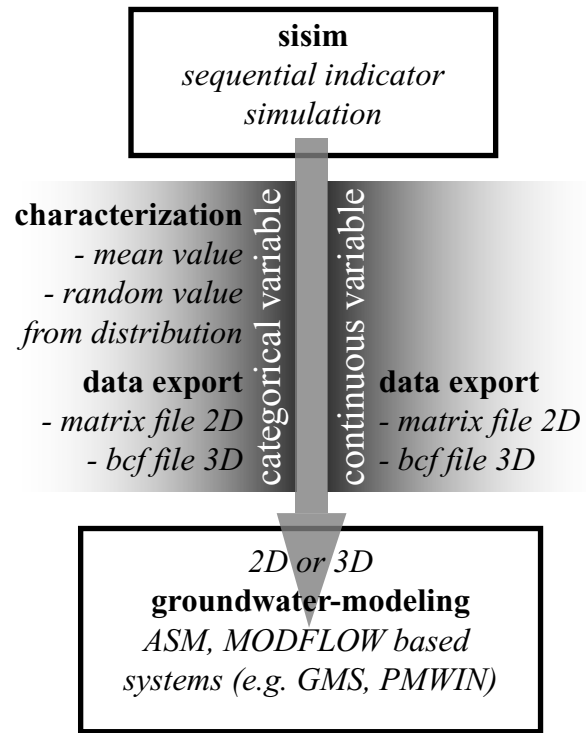 sisim
sequential indicator
simulation
characterization
- mean value
- random value
from distribution
data export
- matrix file 2D
- bcf file 3D
categorical variable
continuous variable
data export
- matrix file 2D
- bcf file 3D
2D or 3D
groundwater-modeling
ASM, MODFLOW based
systems (e.g. GMS, PMWIN)